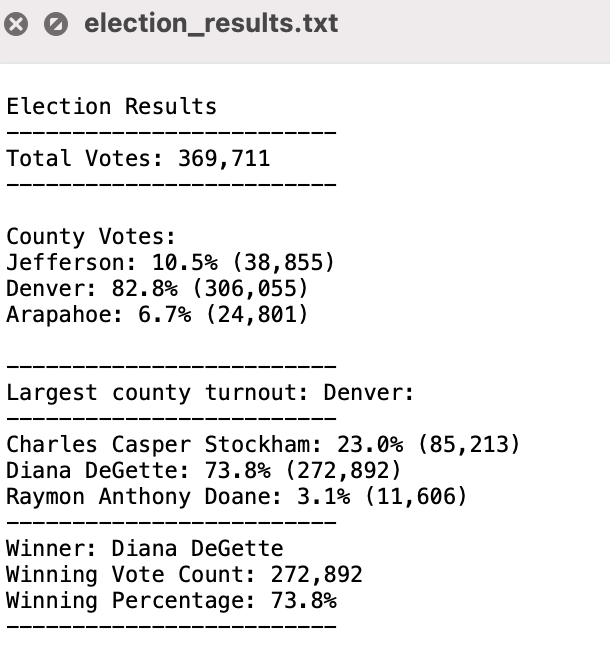 election_results.txt
Election Results
-------------------------
Total Votes: 369,711
-------------------------
County Votes:
Jefferson: 10.5% (38,855)
Denver: 82.8% (306,055)
Arapahoe: 6.7% (24,801)
-------------------------
Largest county turnout: Denver:
-------------------------
Charles Casper Stockham: 23.0% (85,213)
Diana DeGette: 73.8% (272,892)
Raymon Anthony Doane: 3.1% (11,606)
-------------------------
Winner: Diana DeGette
Winning Vote Count: 272,892
Winning Percentage: 73.8%
-------------------------